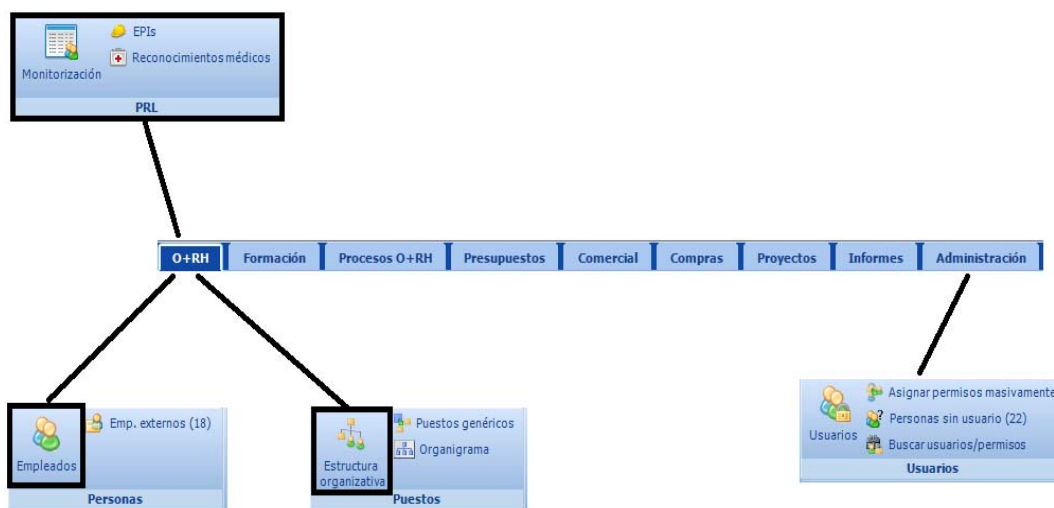 EPIs
Reconocimientos médicos
Monitorización
PRL
O+RH Formación Procesos O+RH Presupuestos Comercial Compras Proyectos Informes Administración
Emp. externos (18)
Empleados
Personas
Puestos genéricos
Organigrama
Estructura
organizativa
Puestos
Asignar permisos masivamente
Personas sin usuario (22)
Usuarios
Buscar usuarios/permisos
Usuarios